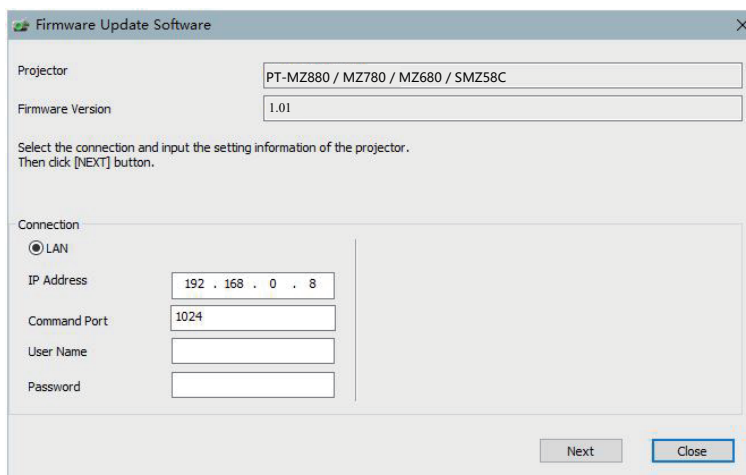 Firmware Update Software
Projector PT-MZ880 / MZ780 / MZ680 / SMZ58C
Firmware Version 1.01
Select the connection and input the setting information of the projector.
Then click [NEXT] button.
Connection
LAN
IP Address 192 . 168 . 0 . 8
Command Port 1024
User Name
Password
Next Close